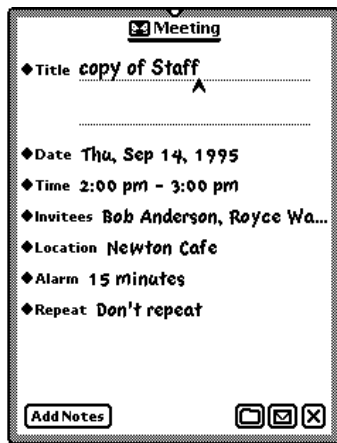 Meeting
◆Title copy of Staff
◆Date Thu, Sep 14, 1995
◆Time 2:00 pm - 3:00 pm
◆Invitees Bob Anderson, Royce Wa...
◆Location Newton Cafe
◆Alarm 15 minutes
◆Repeat Don't repeat
Add Notes